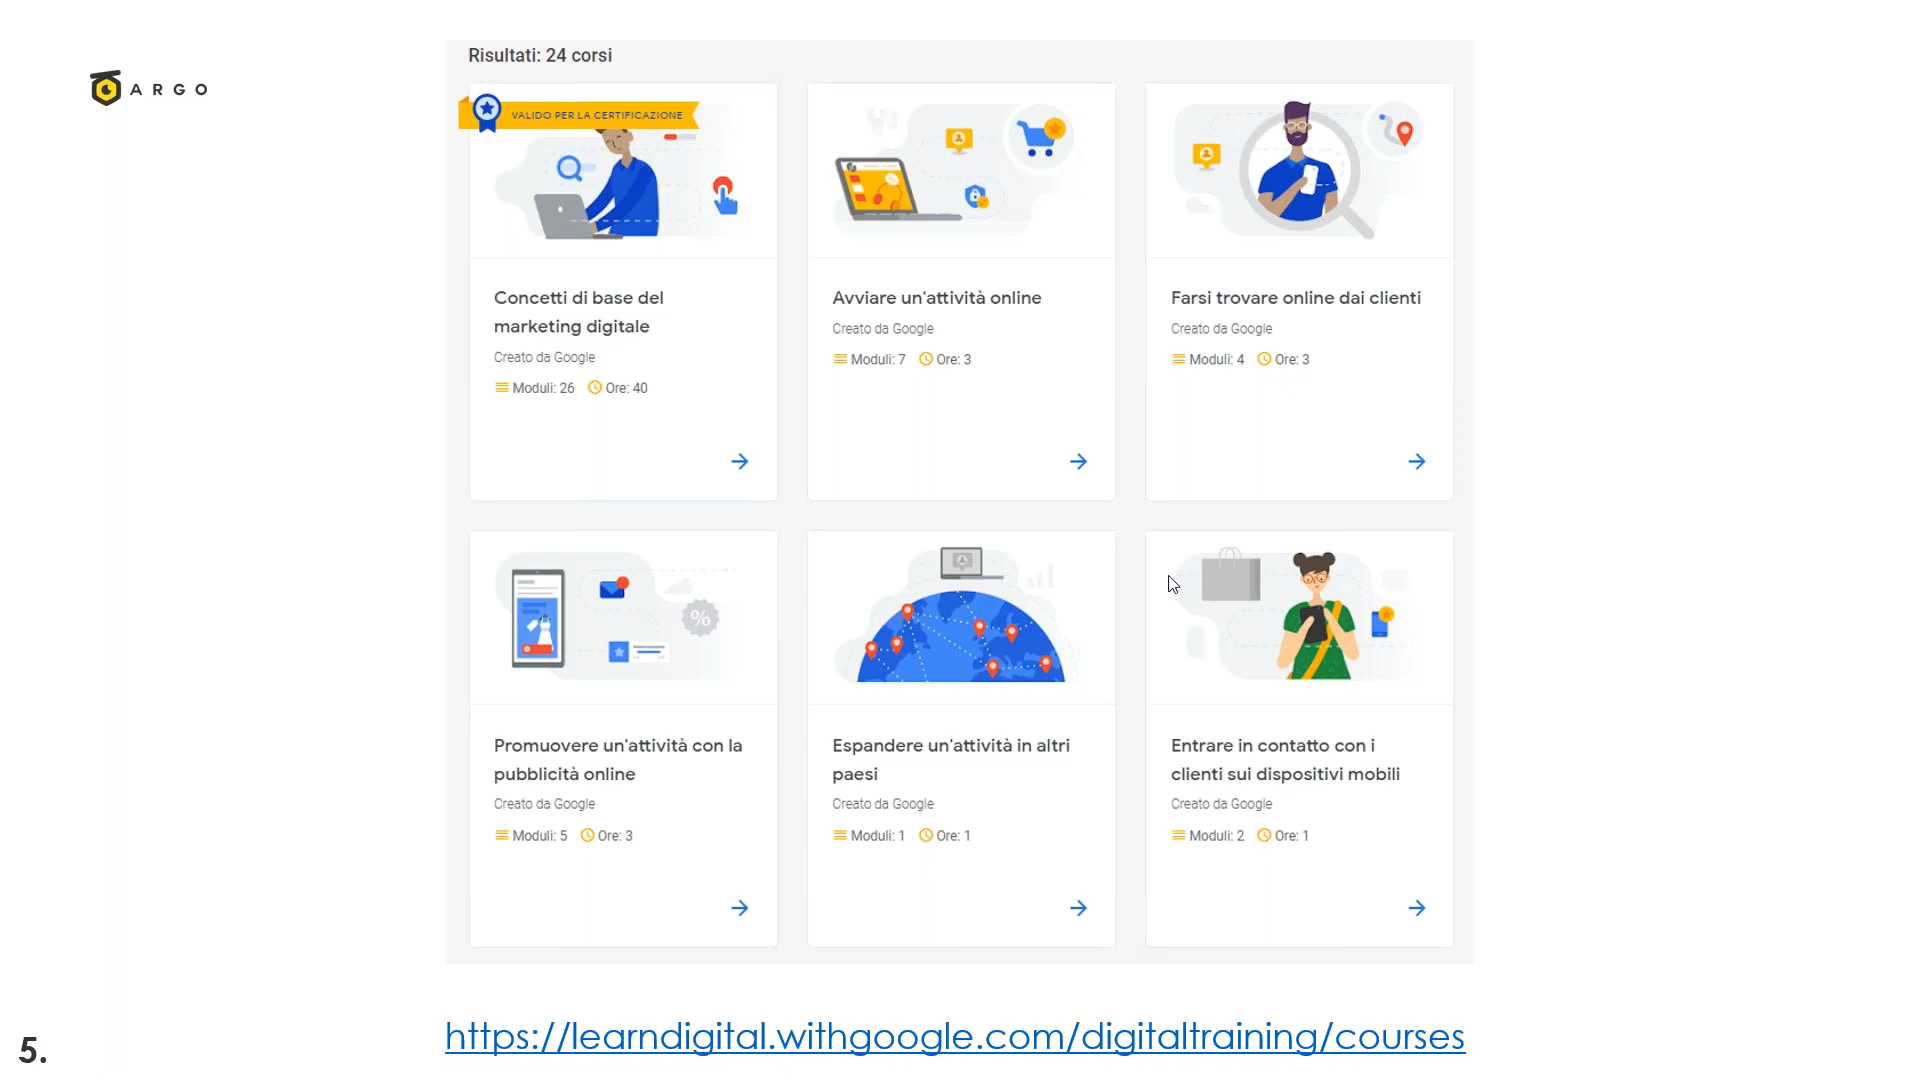 ARGO
Risultati: 24 corsi
VALIDO PER LA CERTIFICAZIONE
Concetti di base del
marketing digitale
Creato da Google
Moduli: 26 Ore: 40
Avviare un'attività online
Creato da Google
Moduli: 7 Ore: 3
Farsi trovare online dai clienti
Creato da Google
Moduli: 4 Ore: 3
%
Promuovere un'attività con la
pubblicità online
Creato da Google
Moduli: 5 Ore: 3
Espandere un'attività in altri
paesi
Creato da Google
Moduli: 1 Ore: 1
Entrare in contatto con i
clienti sui dispositivi mobili
Creato da Google
Moduli: 2 Ore: 1
https://learndigital.withgoogle.com/digitaltraining/courses
5.